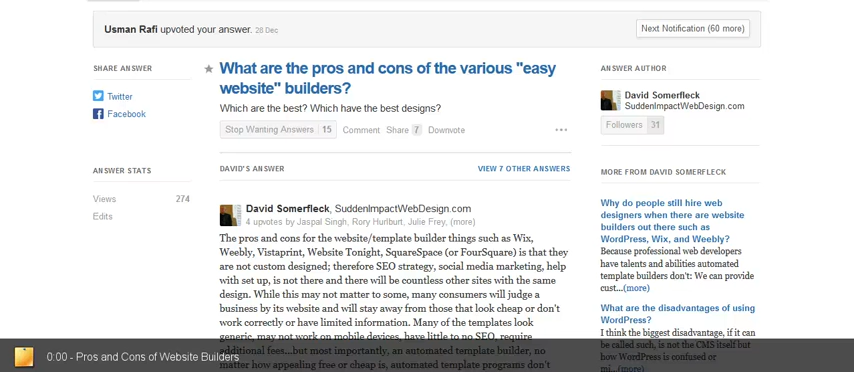 Usman Rafi upvoted your answer. 28 Dec
Next Notification (60 more)
SHARE ANSWER
Twitter
Facebook
ANSWER STATS
Views 274
Edits
What are the pros and cons of the various "easy
website" builders?
Which are the best? Which have the best designs?
Stop Wanting Answers 15 Comment Share 7 Downvote
DAVID'S ANSWER VIEW 7 OTHER ANSWERS
David Somerfleck, SuddenImpactWebDesign.com
4 upvotes by Jaspal Singh, Rory Hurlburt, Julie Frey, (more)
The pros and cons for the website/template builder things such as Wix,
Weebly, Vistaprint, Website Tonight, SquareSpace (or FourSquare) is that they
are not custom designed; therefore SEO strategy, social media marketing, help
with set up, is not there and there will be countless other sites with the same
design. While this may not matter to some, many consumers will judge a
business by its website and will stay away from those that look cheap or don't
work correctly or have limited information. Many of the templates look
generic, may not work on mobile devices, have little to no SEO, require
additional fees...but most importantly, an automated template builder, no
matter how appealing free or cheap is, automated template programs don't
ANSWER AUTHOR
David Somerfleck
SuddenImpactWebDesign.com
Followers 31
MORE FROM DAVID SOMERFLECK
Why do people still hire web
designers when there are website
builders out there such as
WordPress, Wix, and Weebly?
Because professional web developers
have talents and abilities automated
template builders don't: We can provide
cust...(more)
What are the disadvantages of using
WordPress?
I think the biggest disadvantage, if it can
be called such, is not the CMS itself but
how WordPress is confused or
mi...(more)
0:00 - Pros and Cons of Website Builders